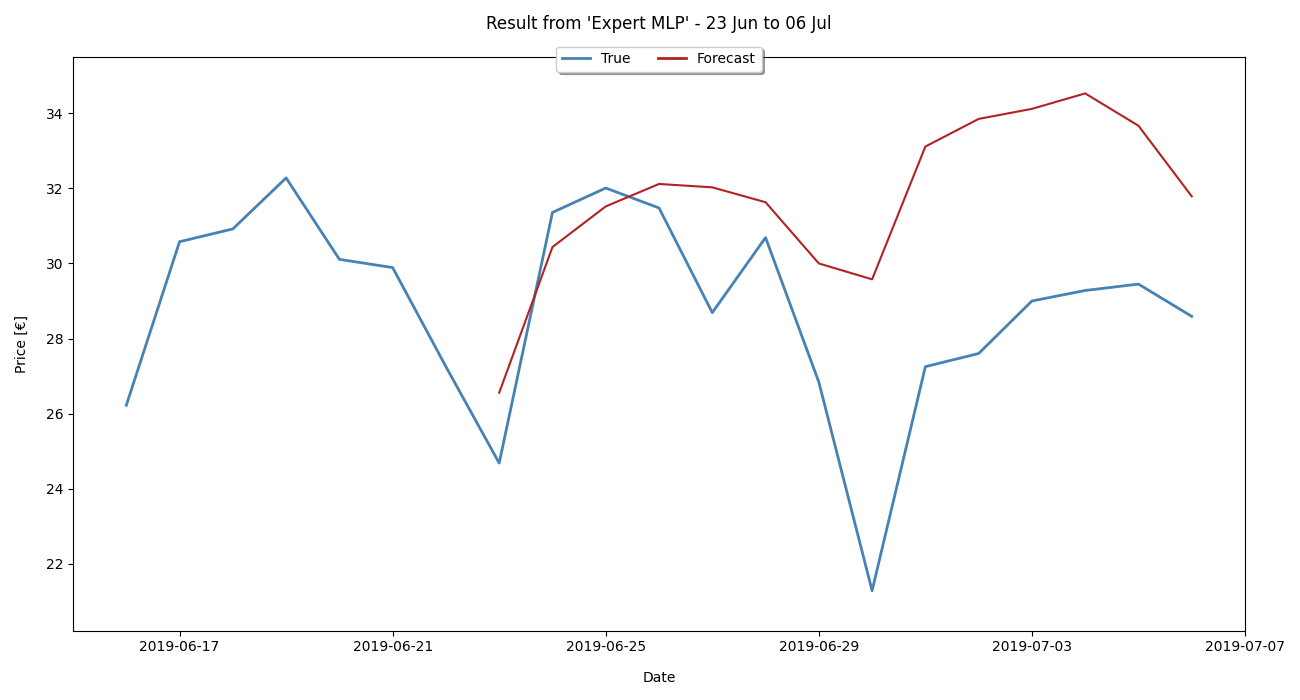 Result from 'Expert MLP' - 23 Jun to 06 Jul
True Forecast
34
32
30
28
26
24
22
Price [€]
2019-06-17 2019-06-21 2019-06-25 2019-06-29 2019-07-03 2019-07-07
Date